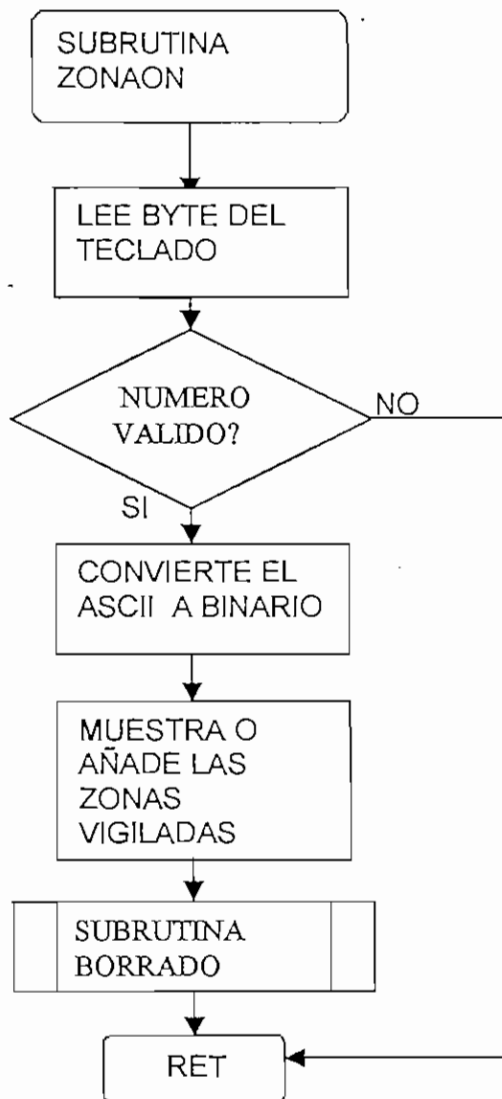 SUBRUTINA
ZONAON
LEE BYTE DEL
TECLADO
NUMERO
VALIDO?
NO
SI
CONVIERTE EL
ASCII A BINARIO
MUESTRA O
AÑADE LAS
ZONAS
VIGILADAS
SUBRUTINA
BORRADO
RET